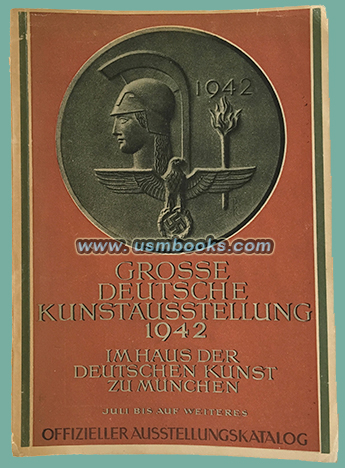 1942
www.usmbooks.com
GROSSE
DEUTSCHE
KUNSTAUSSTELLUNG
1942
IM HAUS DER
DEUTSCHEN KUNST
ZU MÜNCHEN
JULI BIS AUF WEITERES
OFFIZIELLER AUSSTELLUNGSKATALOG